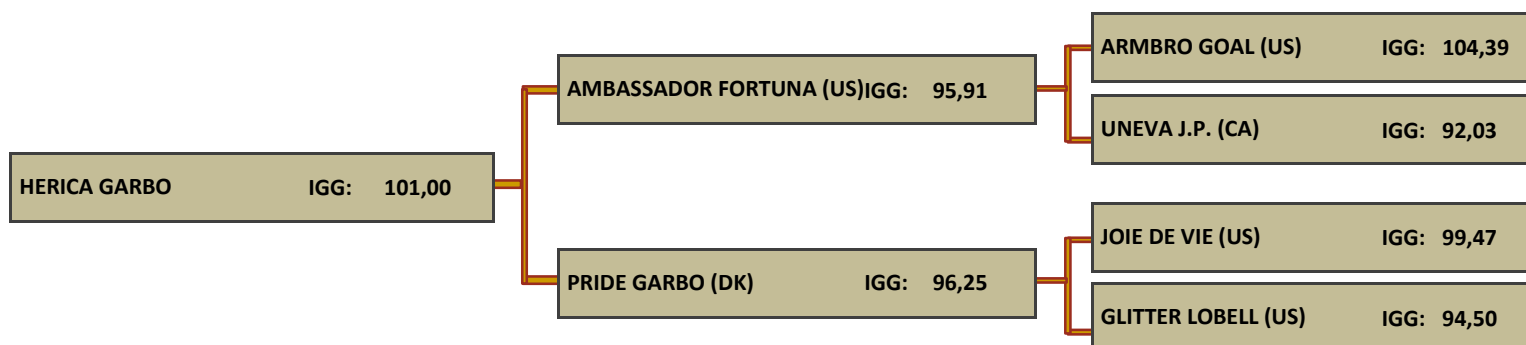 ARMBRO GOAL (US) IGG: 104,39
AMBASSADOR FORTUNA (US)IGG: 95,91
UNEVA J.P. (CA) IGG: 92,03
HERICA GARBO IGG: 101,00
JOIE DE VIE (US) IGG: 99,47
PRIDE GARBO (DK) IGG: 96,25
GLITTER LOBELL (US) IGG: 94,50